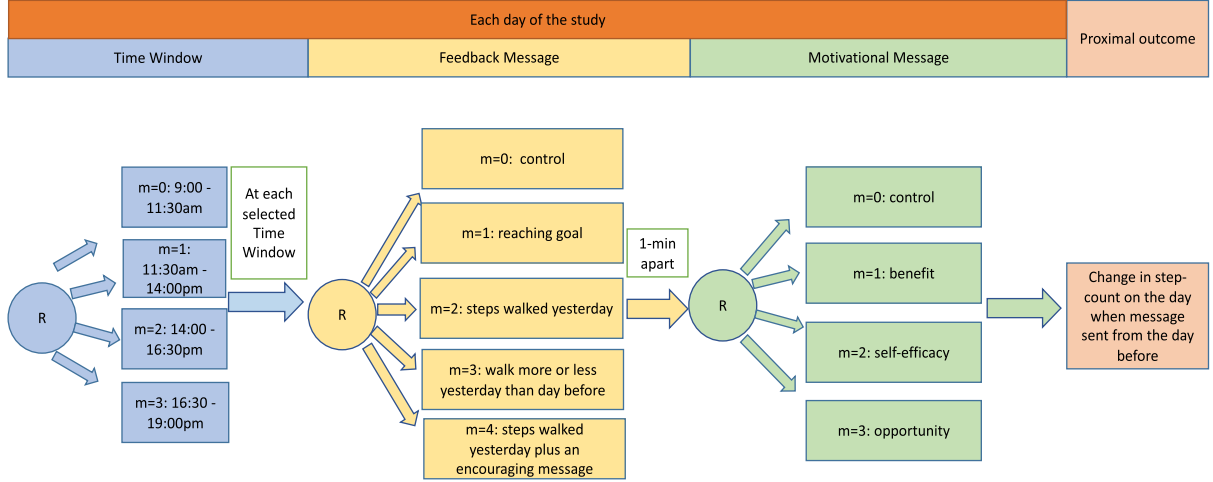 Each day of the study
Proximal outcome
Time Window
Feedback Message
Motivational Message
R
m=0: 9:00 -
11:30am
m=1:
11:30am -
14:00pm
m=2: 14:00 -
16:30pm
m=3: 16:30 -
19:00pm
At each
selected
Time
Window
R
m=0:  control
m=1: reaching goal
m=2: steps walked yesterday
m=3: walk more or less
yesterday than day before
m=4: steps walked
yesterday plus an
encouraging message
1-min
apart
R
m=0: control
m=1: benefit
m=2: self-efficacy
m=3: opportunity
Change in step-
count on the day
when message
sent from the day
before